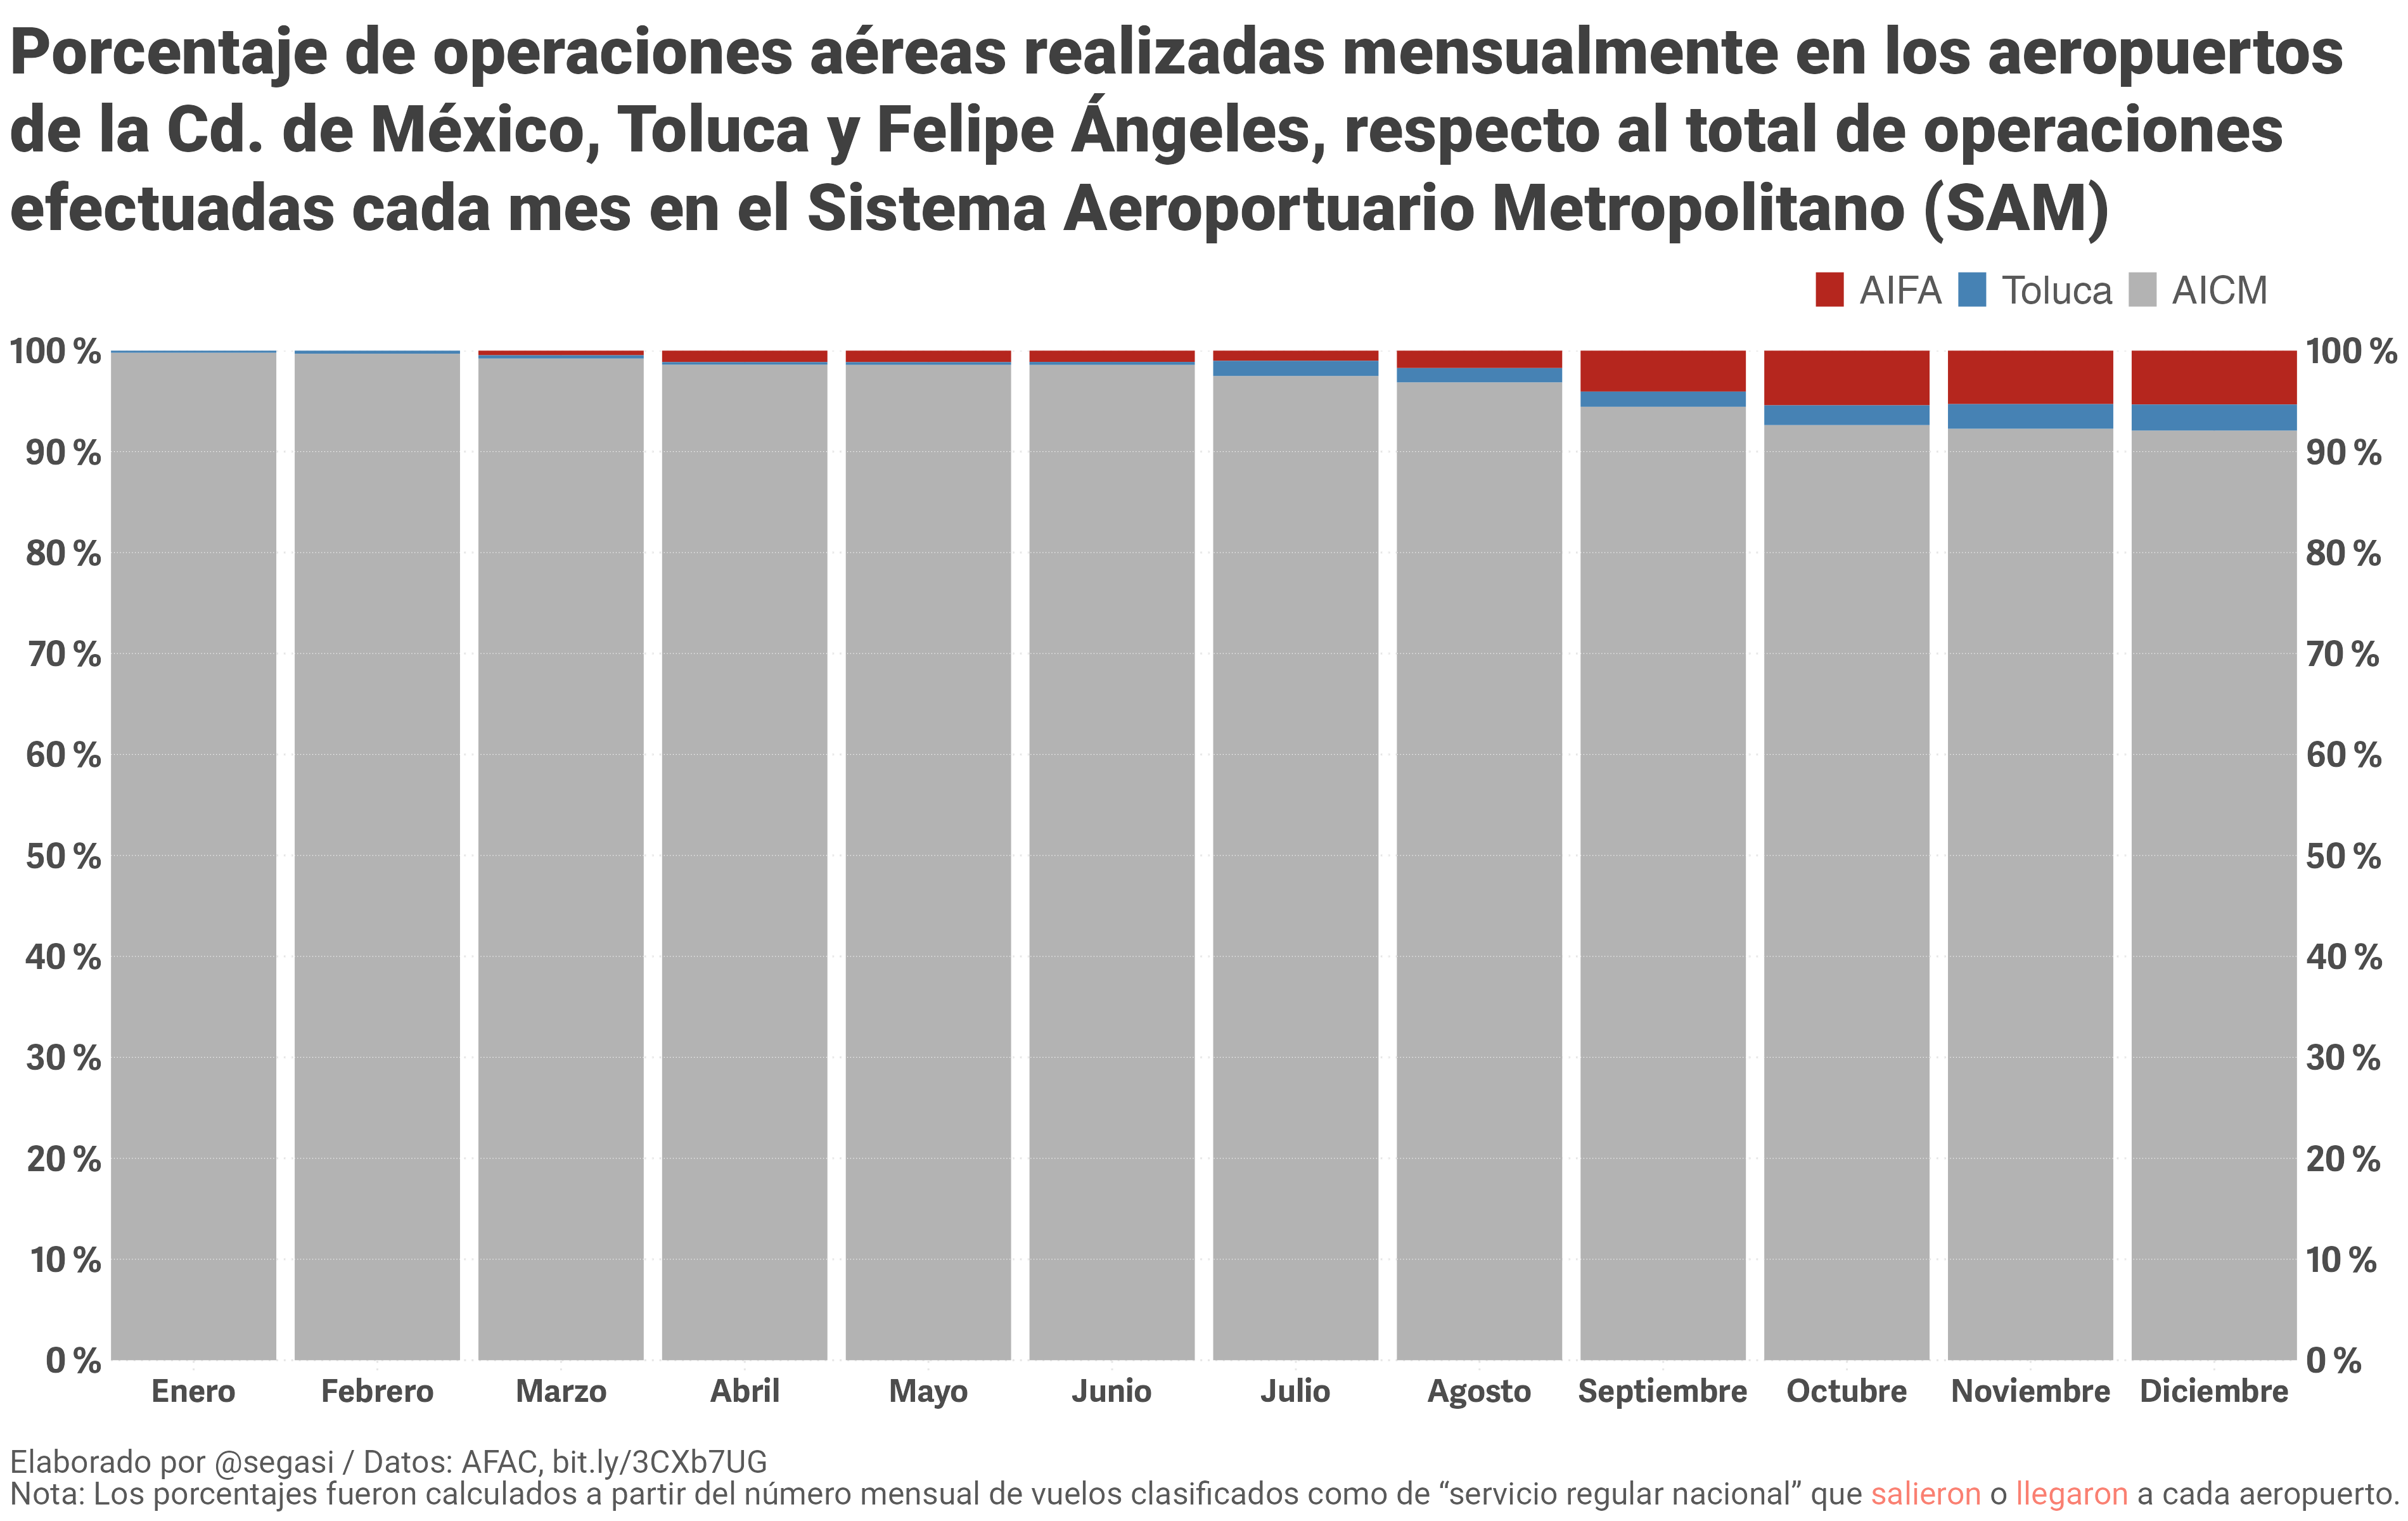 Porcentaje de operaciones aéreas realizadas mensualmente en los aeropuertos
de la Cd. de México, Toluca y Felipe Ángeles, respecto al total de operaciones
efectuadas cada mes en el Sistema Aeroportuario Metropolitano (SAM)
AIFA Toluca AICM
100 % 100 %
90 % 90 %
80 % 80 %
70 % 70 %
60 % 60 %
50 % 50 %
40 % 40 %
30 % 30 %
20 % 20 %
10 % 10 %
0 % 0 %
Enero Febrero Marzo Abril Mayo Junio Julio Agosto Septiembre Octubre Noviembre Diciembre
Elaborado por @segasi / Datos: AFAC, bit.ly/3CXb7UG
Nota: Los porcentajes fueron calculados a partir del número mensual de vuelos clasificados como de “servicio regular nacional” que salieron o llegaron a cada aeropuerto.